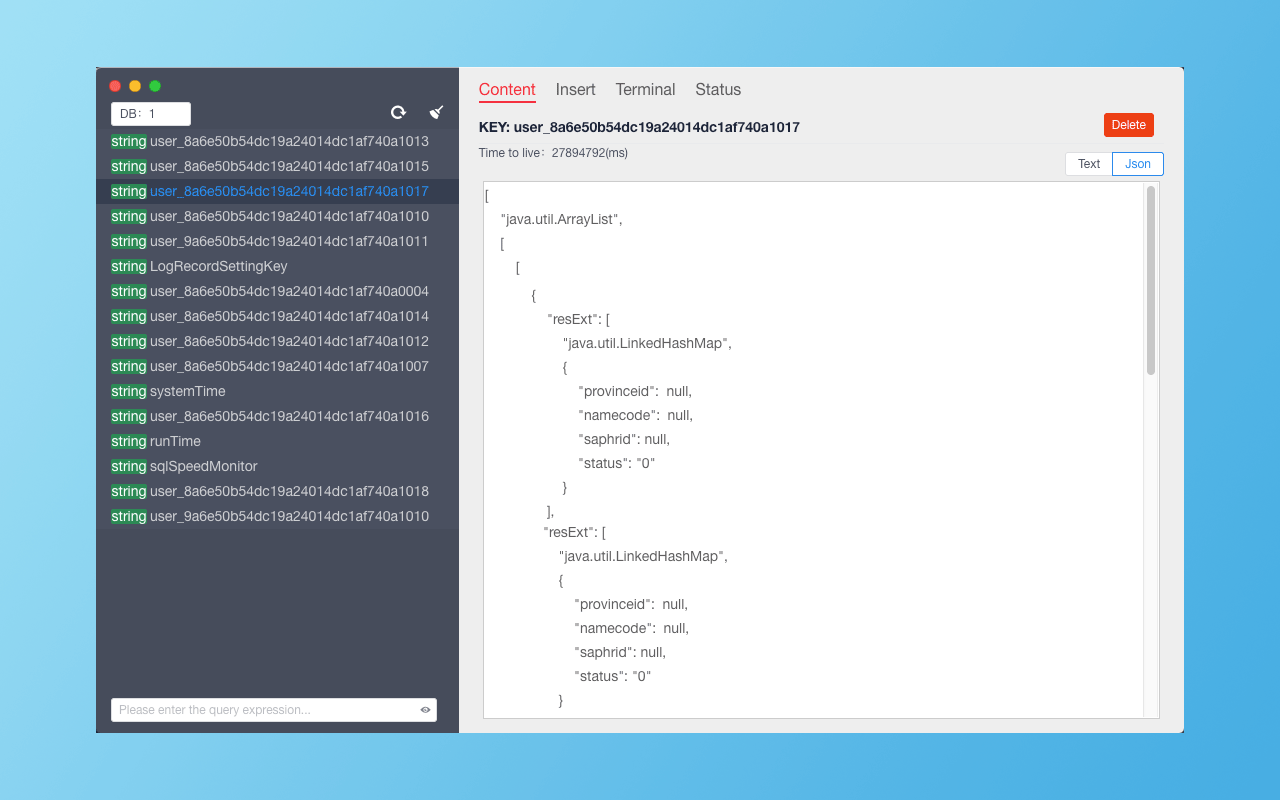 DB：1
string user_8a6e50b54dc19a24014dc1af740a1013
string user_8a6e50b54dc19a24014dc1af740a1015
string user_8a6e50b54dc19a24014dc1af740a1017
string user_8a6e50b54dc19a24014dc1af740a1010
string user_9a6e50b54dc19a24014dc1af740a1011
string LogRecordSettingKey
string user_8a6e50b54dc19a24014dc1af740a0004
string user_8a6e50b54dc19a24014dc1af740a1014
string user_8a6e50b54dc19a24014dc1af740a1012
string user_8a6e50b54dc19a24014dc1af740a1007
string systemTime
string user_8a6e50b54dc19a24014dc1af740a1016
string runTime
string sqlSpeedMonitor
string user_8a6e50b54dc19a24014dc1af740a1018
string user_9a6e50b54dc19a24014dc1af740a1010
Please enter the query expression...
Content Insert Terminal Status
KEY: user_8a6e50b54dc19a24014dc1af740a1017
Delete
Time to live：27894792(ms)
Text Json
[
"java.util.ArrayList",
[
[
{
"resExt": [
"java.util.LinkedHashMap",
{
"provinceid":  null,
"namecode":  null,
"saphrid": null,
"status": "0"
}
],
"resExt": [
"java.util.LinkedHashMap",
{
"provinceid":  null,
"namecode":  null,
"saphrid": null,
"status": "0"
}